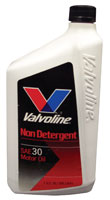 Valvoline
Valvoline
Non Detergent
SAE 30
Motor Oil